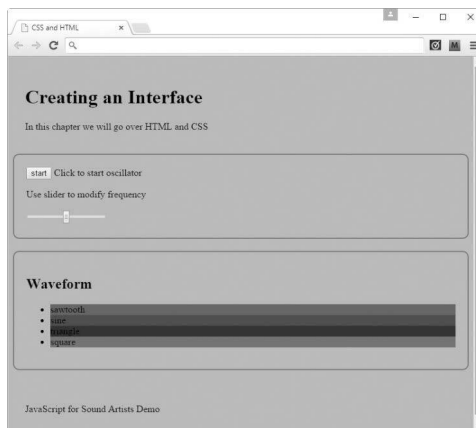 CSS and HTML
Creating an Interface
In this chapter we will go over HTML and CSS
start Click to start oscillator
Use slider to modify frequency
Waveform
sawtooth
sine
triangle
square
JavaScript for Sound Artists Demo